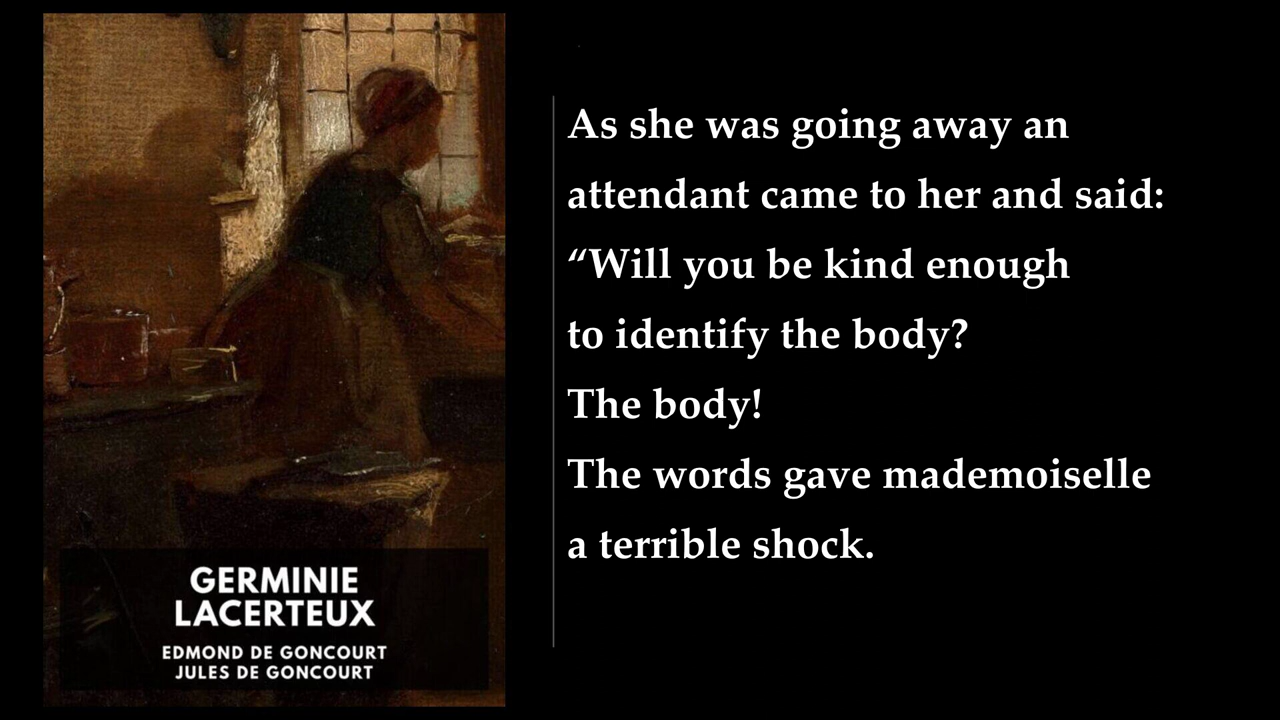 As she was going away an
attendant came to her and said:
“Will you be kind enough
to identify the body?
The body!
The words gave mademoiselle
a terrible shock.
GERMINIE
LACERTEUX
EDMOND DE GONCOURT
JULES DE GONCOURT